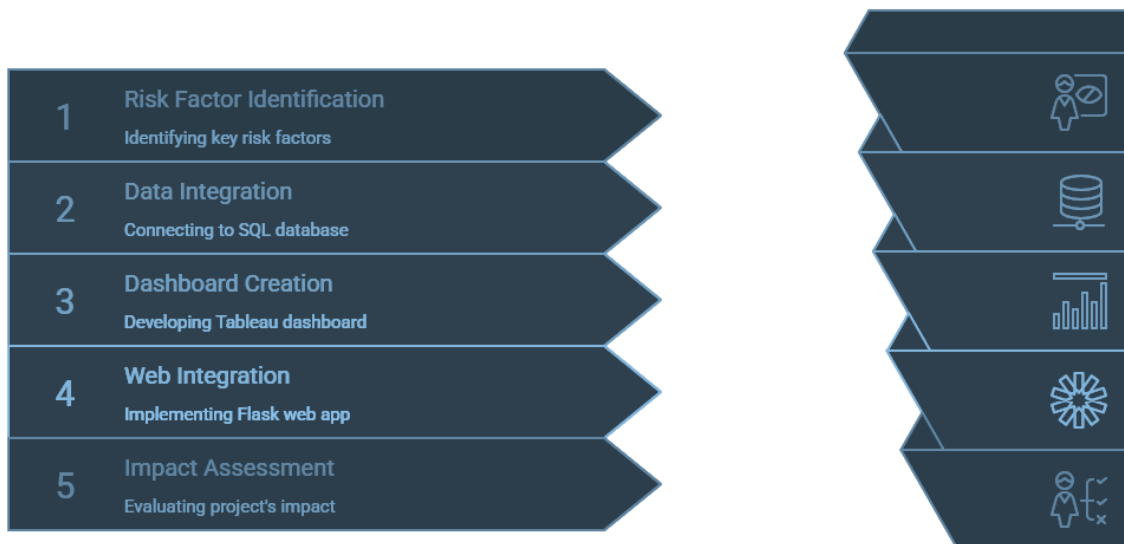 1
Risk Factor Identification
Identifying key risk factors
2
Data Integration
Connecting to SQL database
3
Dashboard Creation
Developing Tableau dashboard
4
Web Integration
Implementing Flask web app
5
Impact Assessment
Evaluating project's impact